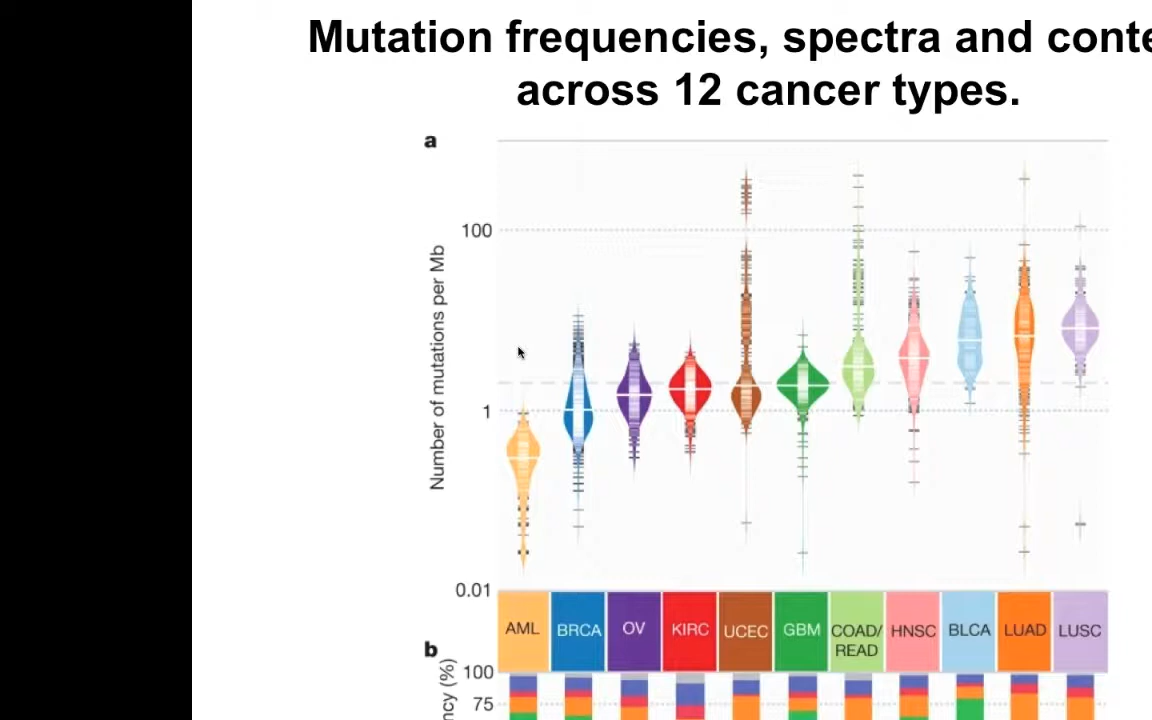 Mutation frequencies, spectra and conte
across 12 cancer types.
a
Number of mutations per Mb
100
1
0.01
AML BRCA OV KIRC UCEC GBM COAD/READ HNSC BLCA LUAD LUSC
b
ncy (%)
100
75